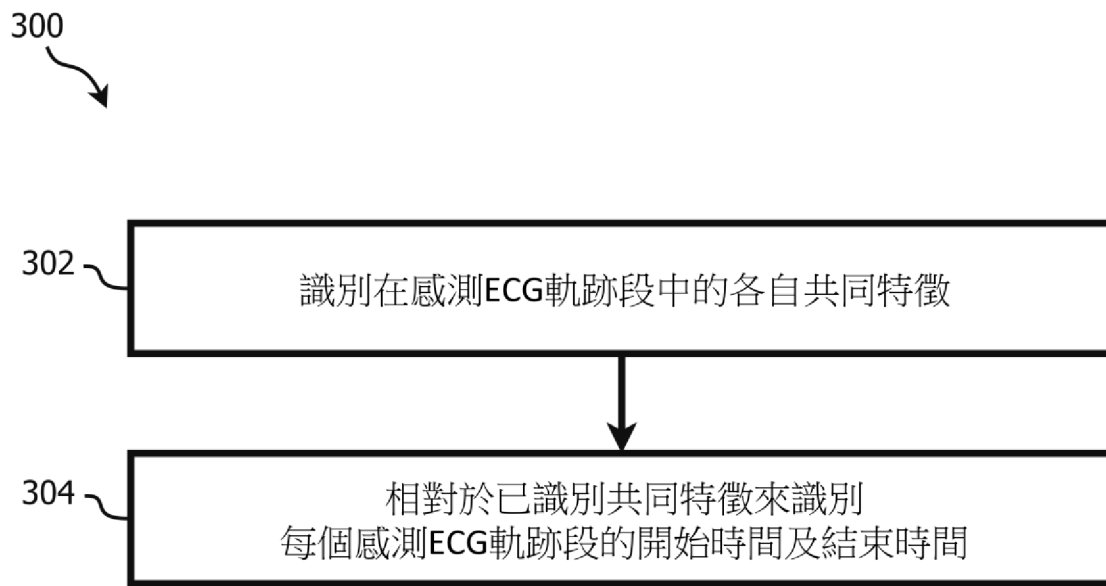 300
302
識別在感測ECG軌跡段中的各自共同特徵
304
相對於已識別共同特徵來識別
每個感測ECG軌跡段的開始時間及結束時間